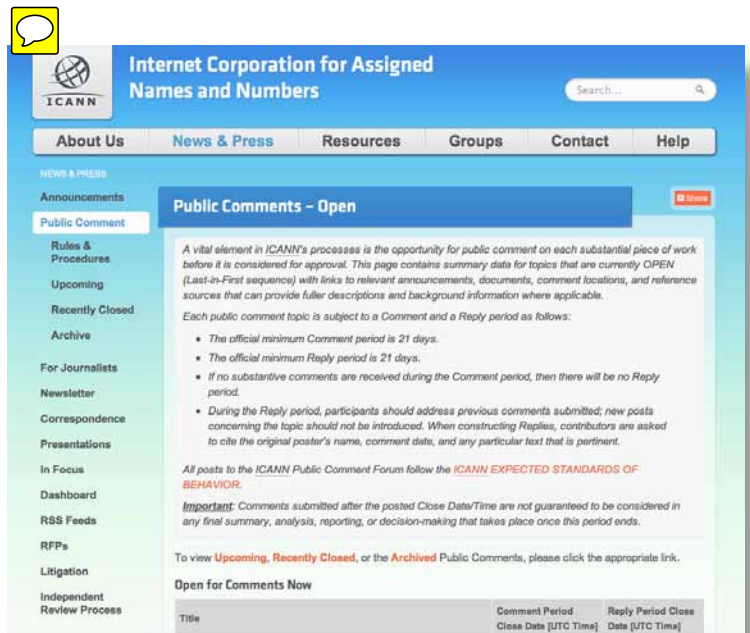 ICANN
Internet Corporation for Assigned
Names and Numbers
Search...
About Us
News & Press
Resources
Groups
Contact
Help
NEWS & PRESS
Announcements
Public Comment
Rules &
Procedures
Upcoming
Recently Closed
Archive
For Journalists
Newsletter
Correspondence
Presentations
In Focus
Dashboard
RSS Feeds
RFPs
Litigation
Independent
Review Process
Public Comments – Open
Share
A vital element in ICANN's processes is the opportunity for public comment on each substantial piece of work
before it is considered for approval. This page contains summary data for topics that are currently OPEN
(Last-in-First sequence) with links to relevant announcements, documents, comment locations, and reference
sources that can provide fuller descriptions and background information where applicable.
Each public comment topic is subject to a Comment and a Reply period as follows:
• The official minimum Comment period is 21 days.
• The official minimum Reply period is 21 days.
• If no substantive comments are received during the Comment period, then there will be no Reply
period.
• During the Reply period, participants should address previous comments submitted; new posts
concerning the topic should not be introduced. When constructing Replies, contributors are asked
to cite the original poster's name, comment date, and any particular text that is pertinent.
All posts to the ICANN Public Comment Forum follow the ICANN EXPECTED STANDARDS OF
BEHAVIOR.
Important: Comments submitted after the posted Close Date/Time are not guaranteed to be considered in
any final summary, analysis, reporting, or decision-making that takes place once this period ends.
To view Upcoming, Recently Closed, or the Archived Public Comments, please click the appropriate link.
Open for Comments Now
Title
Comment Period
Close Date [UTC Time]
Reply Period Close
Date [UTC Time]